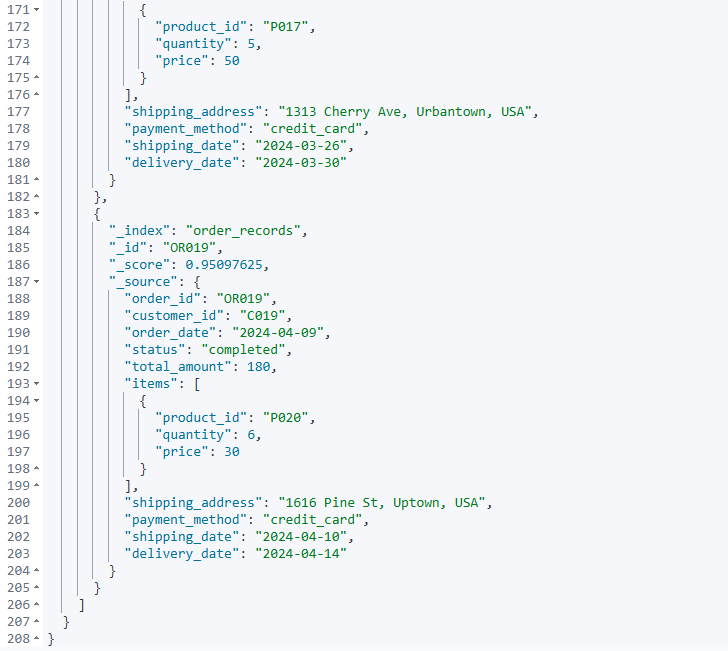 171 {
172 "product_id": "P017",
173 "quantity": 5,
174 "price": 50
175 }
176 ],
177 "shipping_address": "1313 Cherry Ave, Urbantown, USA",
178 "payment_method": "credit_card",
179 "shipping_date": "2024-03-26",
180 "delivery_date": "2024-03-30"
181 }
182 },
183 {
184 "_index": "order_records",
185 "_id": "OR019",
186 "_score": 0.95097625,
187 "_source": {
188 "order_id": "OR019",
189 "customer_id": "C019",
190 "order_date": "2024-04-09",
191 "status": "completed",
192 "total_amount": 180,
193 "items": [
194 {
195 "product_id": "P020",
196 "quantity": 6,
197 "price": 30
198 }
199 ],
200 "shipping_address": "1616 Pine St, Uptown, USA",
201 "payment_method": "credit_card",
202 "shipping_date": "2024-04-10",
203 "delivery_date": "2024-04-14"
204 }
205 }
206 ]
207 }
208 }